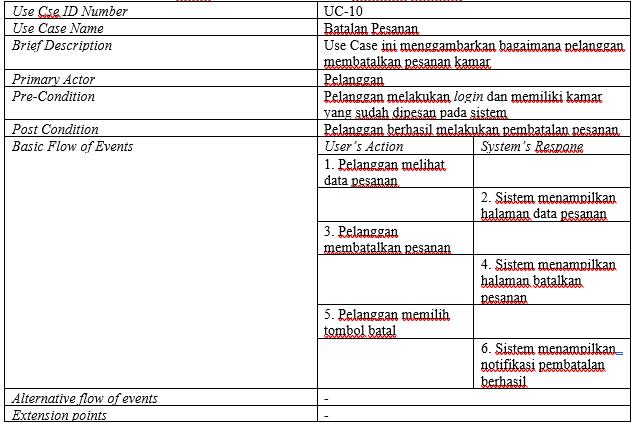 Use Cse ID Number UC-10
Use Case Name Batalan Pesanan
Brief Description Use Case ini menggambarkan bagaimana pelanggan
membatalkan pesanan kamar
Primary Actor Pelanggan
Pre-Condition Pelanggan melakukan login dan memiliki kamar
yang sudah dipesan pada sistem
Post Condition Pelanggan berhasil melakukan pembatalan pesanan
Basic Flow of Events User's Action System's Respone
1. Pelanggan melihat
data pesanan
2. Sistem menampilkan
halaman data pesanan
3. Pelanggan
membatalkan pesanan
4. Sistem menampilkan
halaman batalkan
pesanan
5. Pelanggan memilih
tombol batal
6. Sistem menampilkan
notifikasi pembatalan
berhasil
Alternative flow of events -
Extension points -